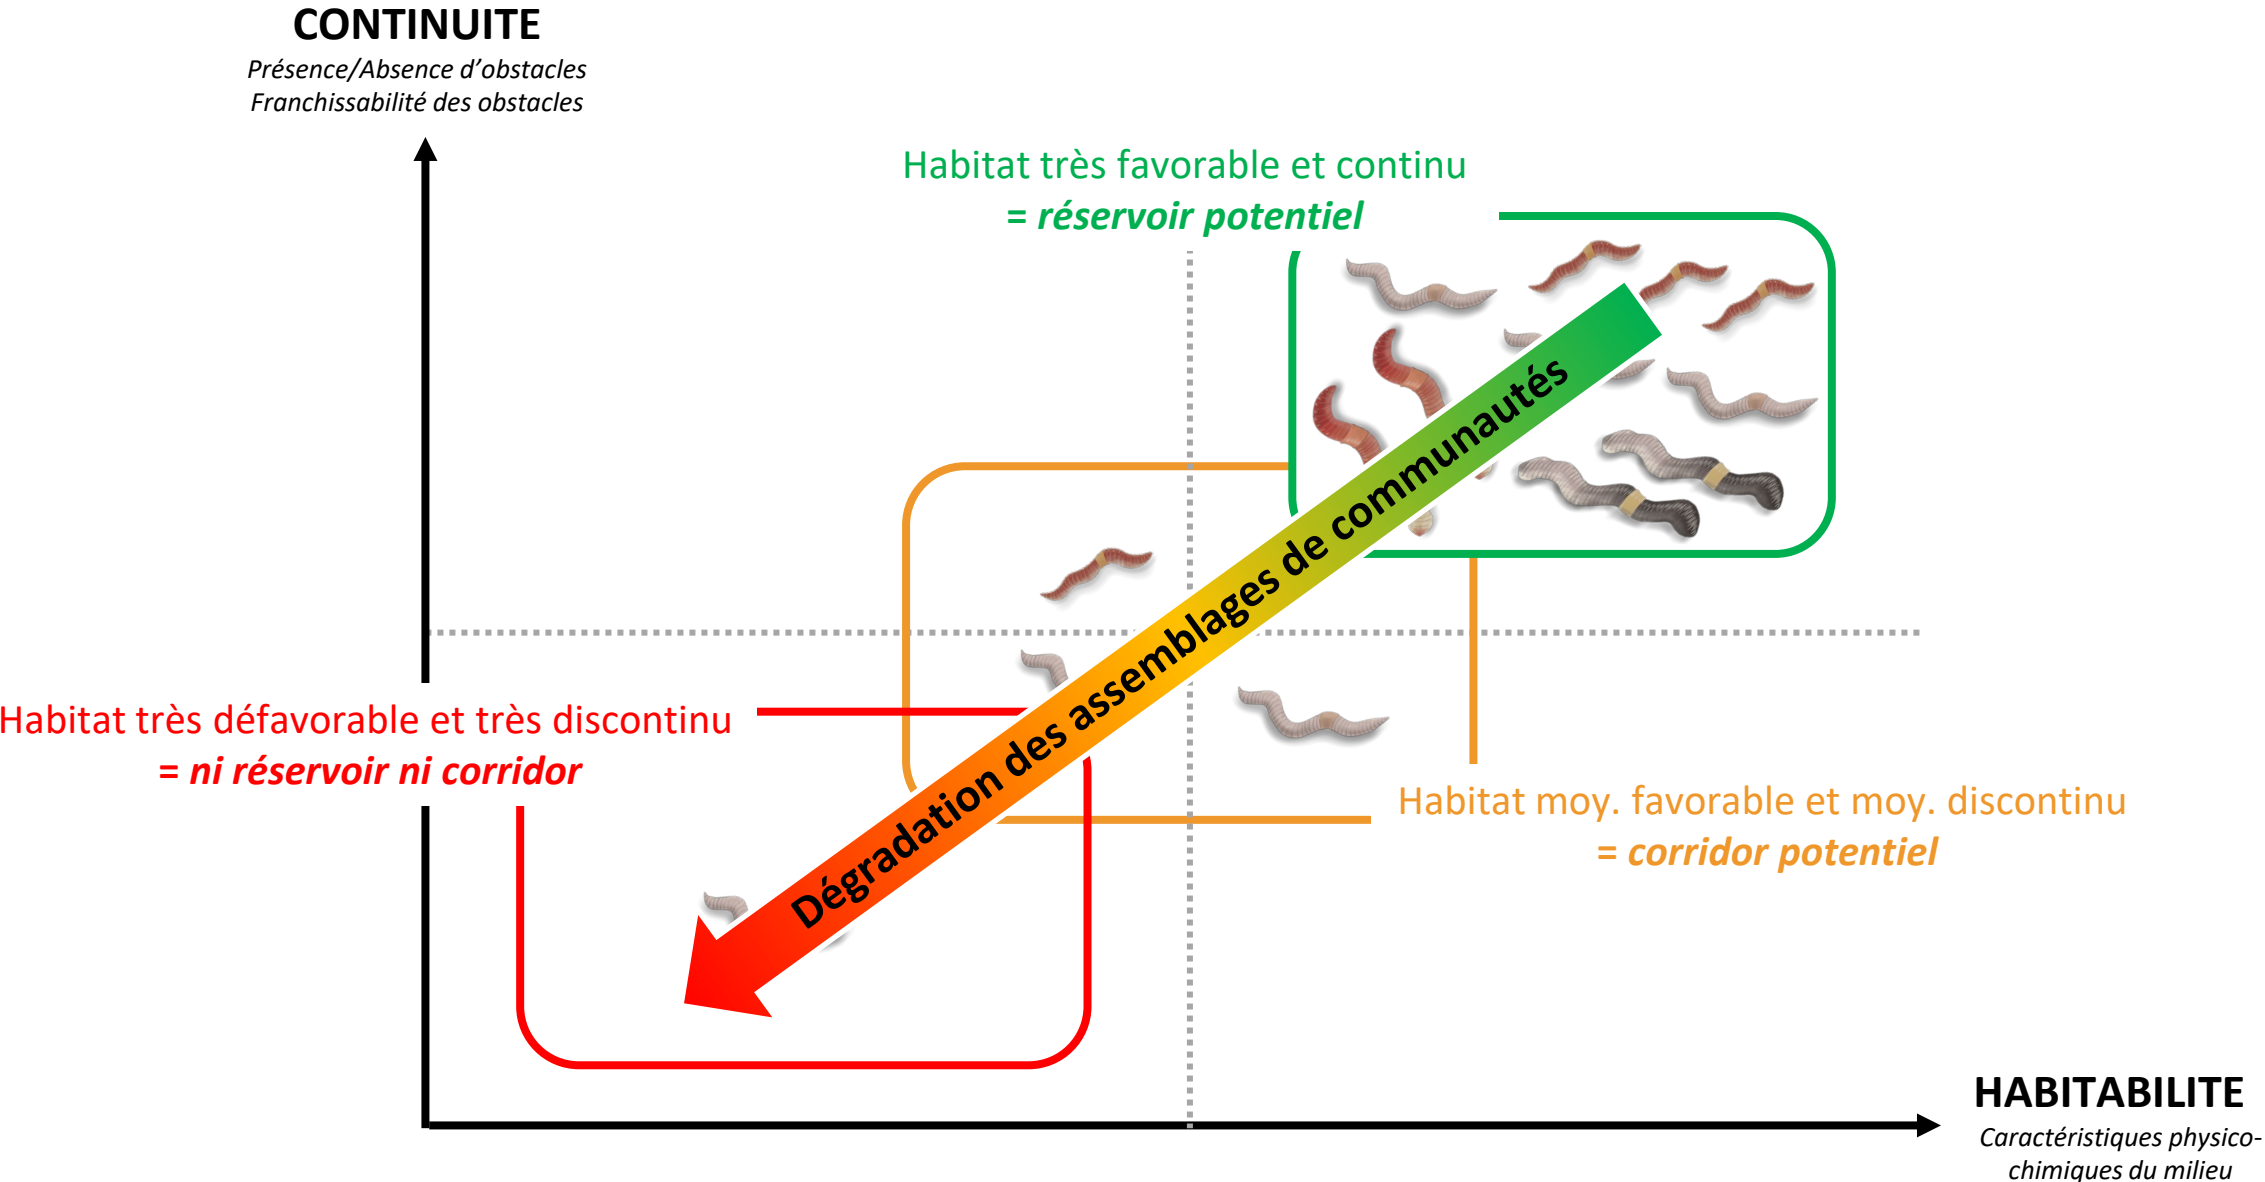 CONTINUITE
Présence/Absence d’obstacles
Franchissabilité des obstacles
Habitat très favorable et continu
= réservoir potentiel
Dégradation des assemblages de communautés
Habitat très défavorable et très discontinu
= ni réservoir ni corridor
Habitat moy. favorable et moy. discontinu
= corridor potentiel
HABITABILITE
Caractéristiques physico-
chimiques du milieu